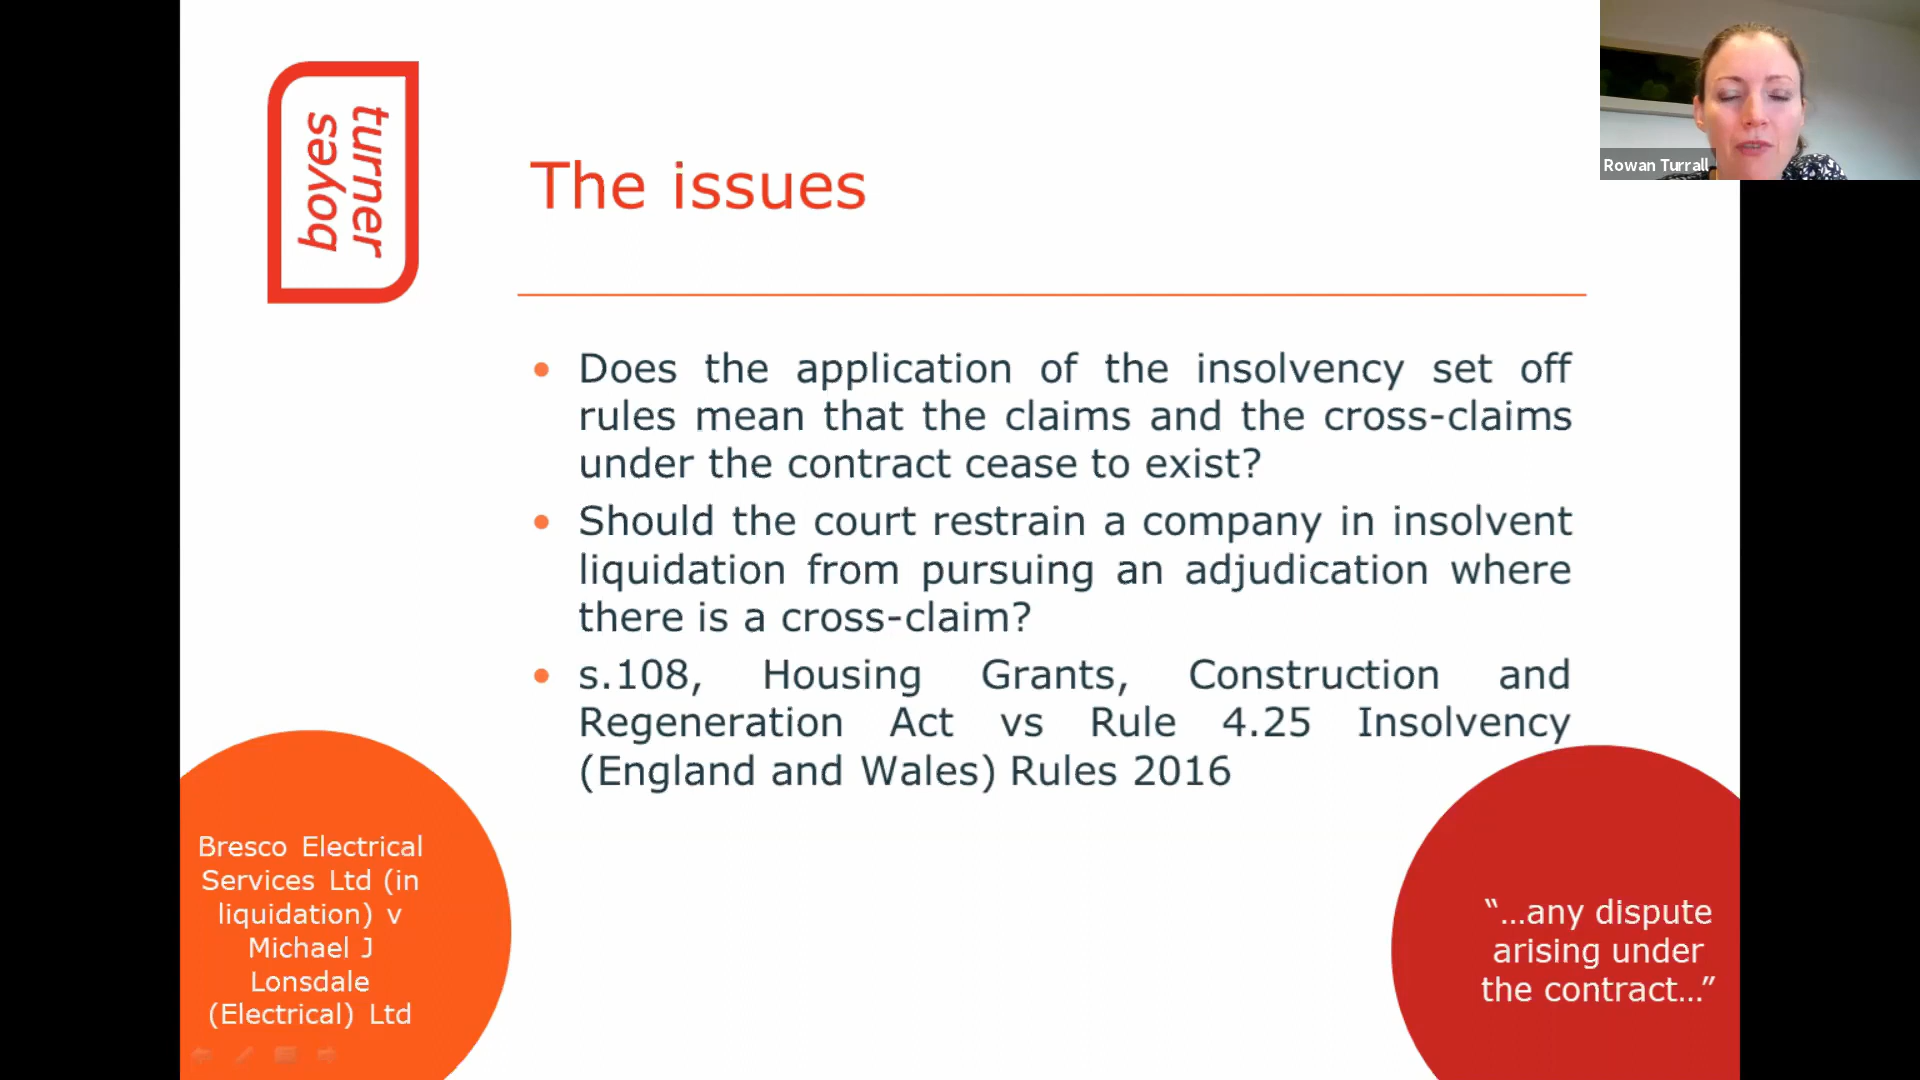 boyes
turner
The issues
Rowan Turrall
• Does the application of the insolvency set off
rules mean that the claims and the cross-claims
under the contract cease to exist?
• Should the court restrain a company in insolvent
liquidation from pursuing an adjudication where
there is a cross-claim?
• s.108, Housing Grants, Construction and
Regeneration Act vs Rule 4.25 Insolvency
(England and Wales) Rules 2016
Bresco Electrical
Services Ltd (in
liquidation) v
Michael J
Lonsdale
(Electrical) Ltd
“…any dispute
arising under
the contract…”